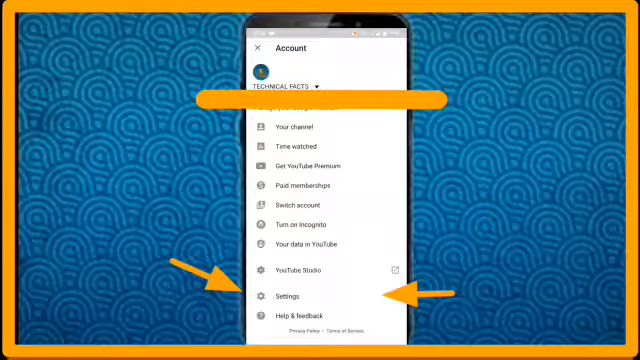 Account
TECHNICAL FACTS
Your channel
Time watched
Get YouTube Premium
Paid memberships
Switch account
Turn on Incognito
Your data in YouTube
YouTube Studio
Settings
Help & feedback
Privacy Policy • Terms of Service